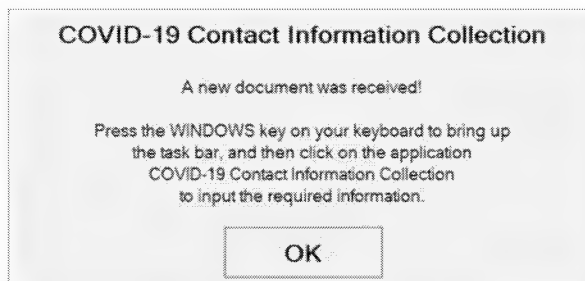 COVID-19 Contact Information Collection
A new document was received!
Press the WINDOWS key on your keyboard to bring up
the task bar, and then click on the application
COVID-19 Contact Information Collection
to input the required information.
OK